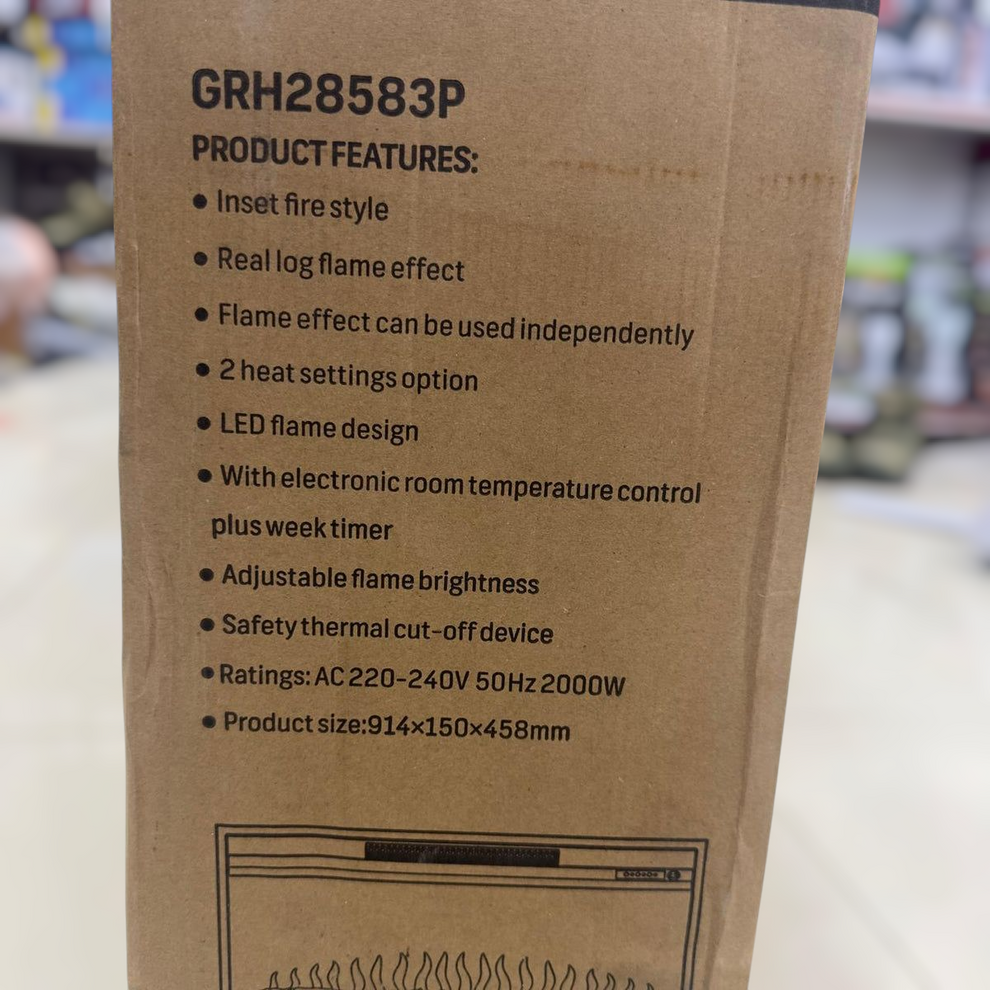 GRH28583P
PRODUCT FEATURES:
● Inset fire style
● Real log flame effect
● Flame effect can be used independently
● 2 heat settings option
● LED flame design
● With electronic room temperature control
plus week timer
● Adjustable flame brightness
● Safety thermal cut-off device
● Ratings: AC 220-240V 50Hz 2000W
● Product size:914×150×458mm